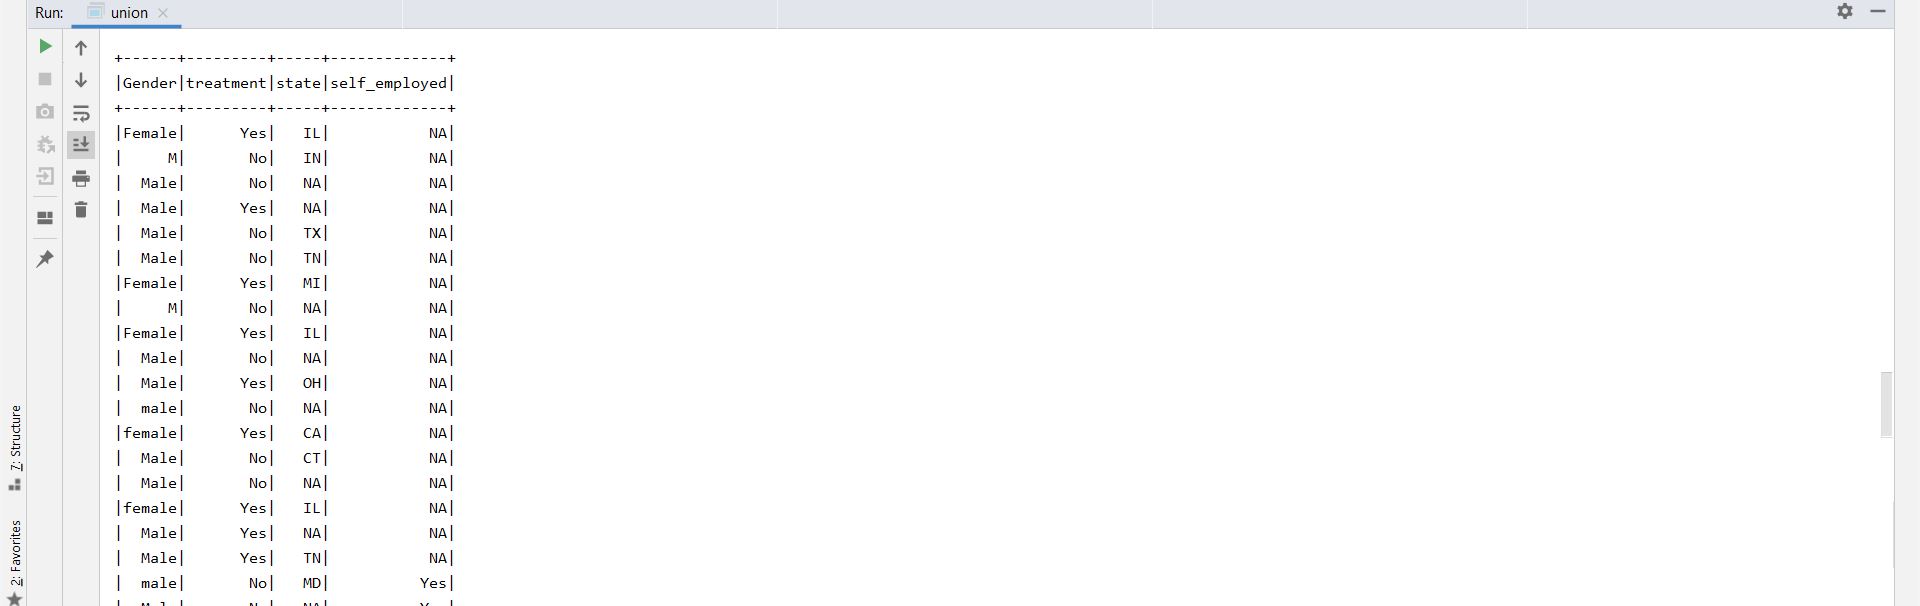 Run: union
+------+---------+-----+-------------+
|Gender|treatment|state|self_employed|
+------+---------+-----+-------------+
|Female|      Yes|   IL|           NA|
|     M|       No|   IN|           NA|
|  Male|       No|   NA|           NA|
|  Male|      Yes|   NA|           NA|
|  Male|       No|   TX|           NA|
|  Male|       No|   TN|           NA|
|Female|      Yes|   MI|           NA|
|     M|       No|   NA|           NA|
|Female|      Yes|   IL|           NA|
|  Male|       No|   NA|           NA|
|  Male|      Yes|   OH|           NA|
|  male|       No|   NA|           NA|
|female|      Yes|   CA|           NA|
|  Male|       No|   CT|           NA|
|  Male|       No|   NA|           NA|
|female|      Yes|   IL|           NA|
|  Male|      Yes|   NA|           NA|
|  Male|      Yes|   TN|           NA|
|  male|       No|   MD|          Yes|
7: Structure
2: Favorites